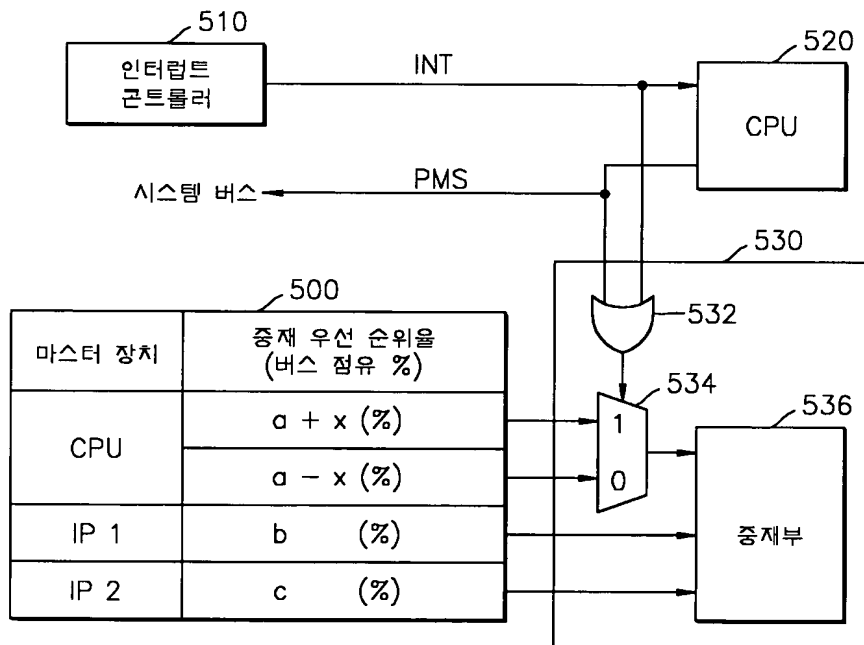 510
인터럽트
콘트롤러
INT
520
CPU
PMS
시스템 버스
530
532
500
마스터 장치
중재 우선 순위율
(버스 점유 %)
CPU
a + x (%)
a - x (%)
IP 1
b (%)
IP 2
c (%)
534
1
0
536
중재부